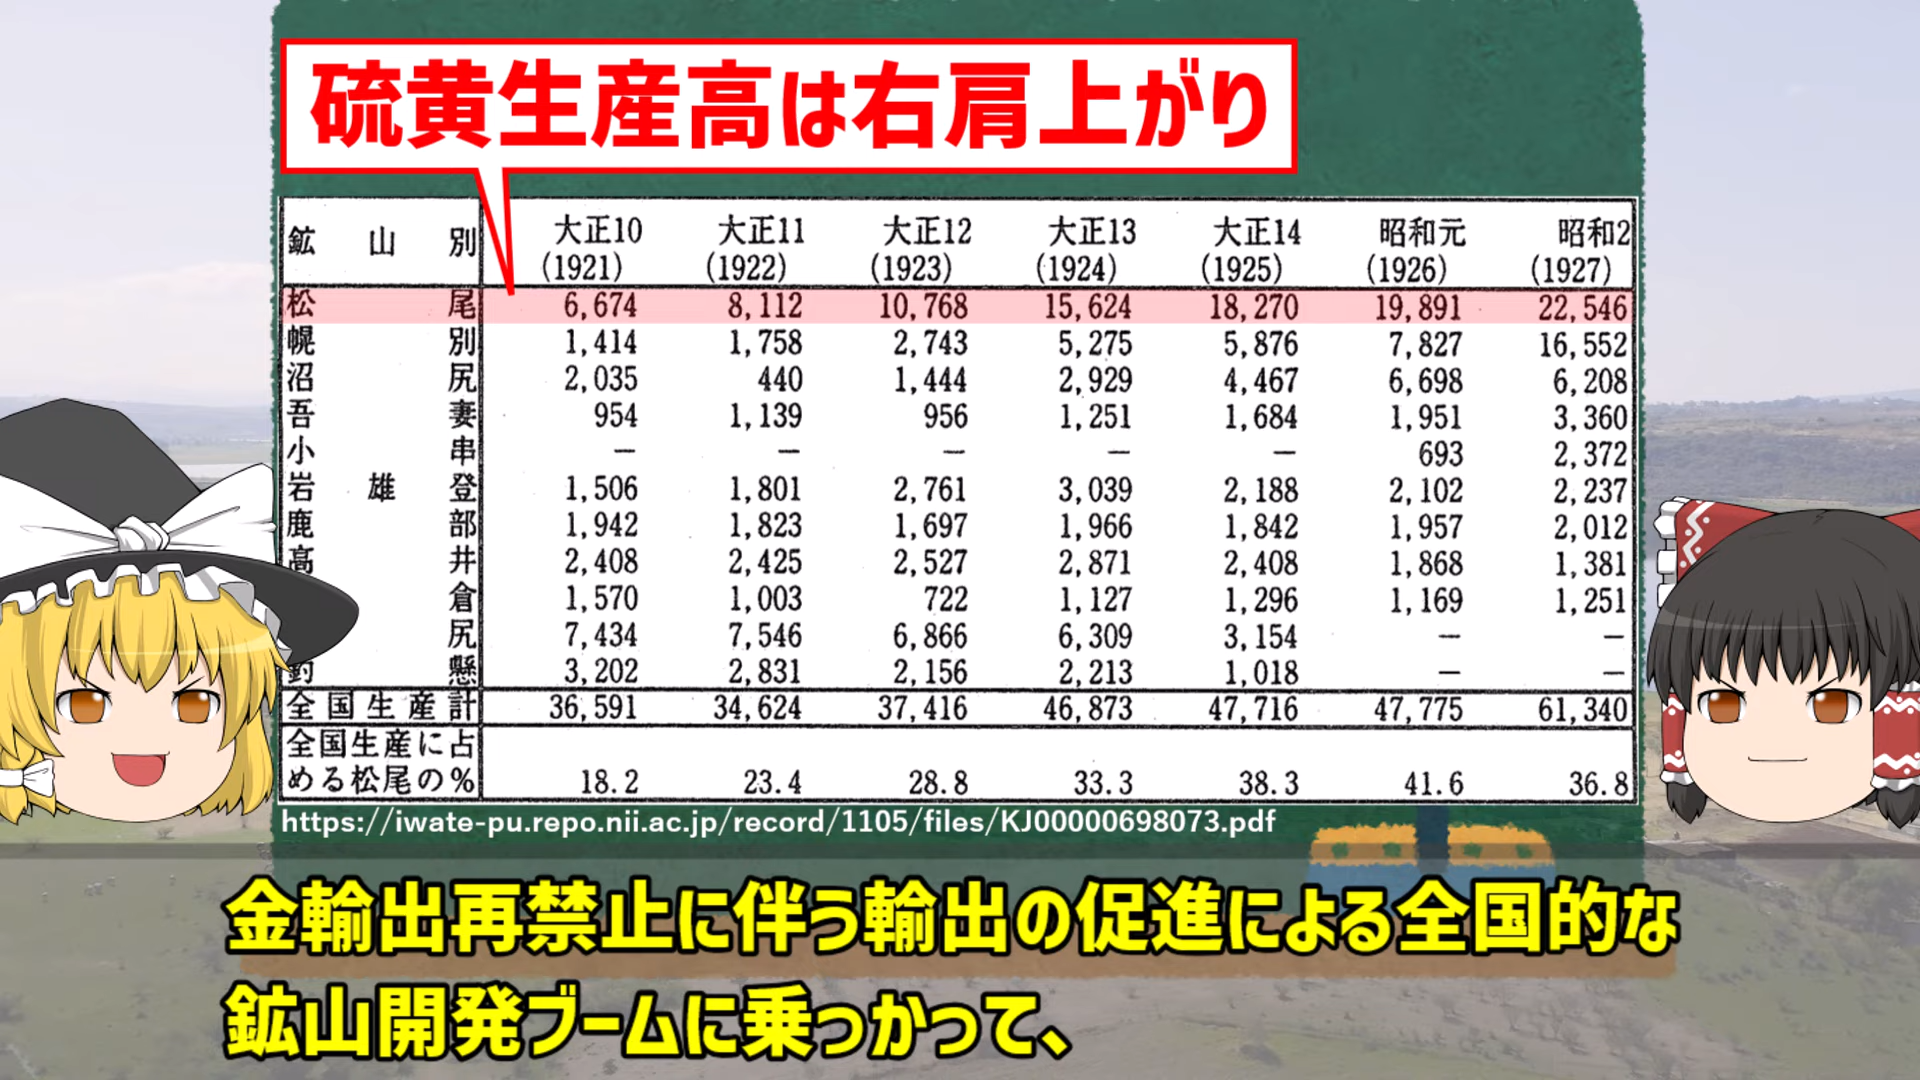 硫黄生産高は右肩上がり
鉱山別 大正10 大正11 大正12 大正13 大正14 昭和元 昭和2
(1921) (1922) (1923) (1924) (1925) (1926) (1927)
松尾 6,674 8,112 10,768 15,624 18,270 19,891 22,546
幌別 1,414 1,758 2,743 5,275 5,876 7,827 16,552
沼尻 2,035 440 1,444 2,929 4,467 6,698 6,208
吾妻 954 1,139 956 1,251 1,684 1,951 3,360
小串 — — — — — 693 2,372
岩雄登 1,506 1,801 2,761 3,039 2,188 2,102 2,237
鹿部 1,942 1,823 1,697 1,966 1,842 1,957 2,012
高井 2,408 2,425 2,527 2,871 2,408 1,868 1,381
倉 1,570 1,003 722 1,127 1,296 1,169 1,251
尻 7,434 7,546 6,866 6,309 3,154 — —
懸 3,202 2,831 2,156 2,213 1,018 — —
全国生産計 36,591 34,624 37,416 46,873 47,716 47,775 61,340
全国生産に占
める松尾の% 18.2 23.4 28.8 33.3 38.3 41.6 36.8
https://iwate-pu.repo.nii.ac.jp/record/1105/files/KJ00000698073.pdf
金輸出再禁止に伴う輸出の促進による全国的な
鉱山開発ブームに乗っかって、